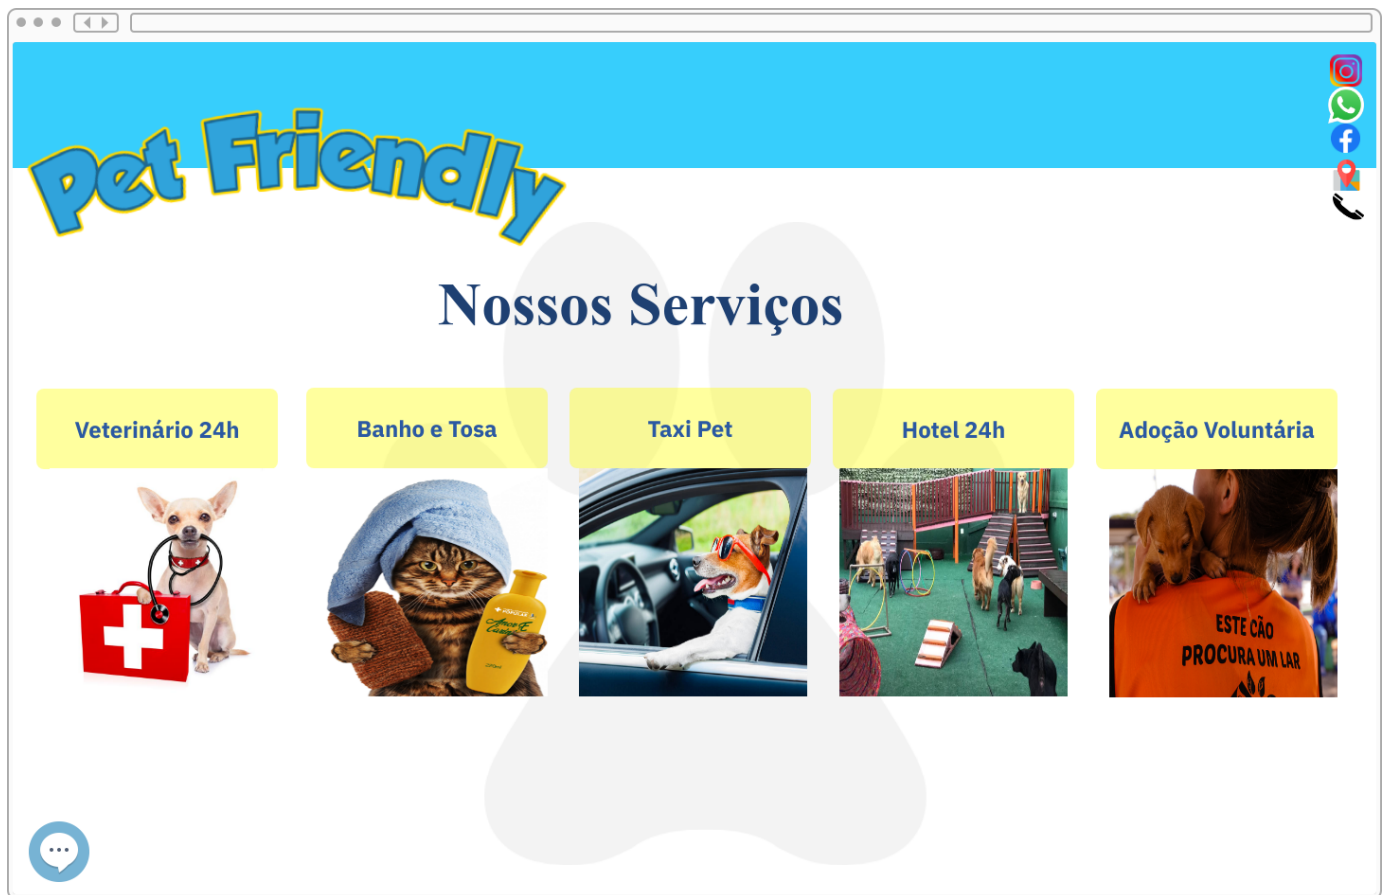 Pet Friendly
Nossos Serviços
Veterinário 24h
Banho e Tosa
Taxi Pet
Hotel 24h
Adoção Voluntária
ESTE CÃO
PROCURA UM LAR